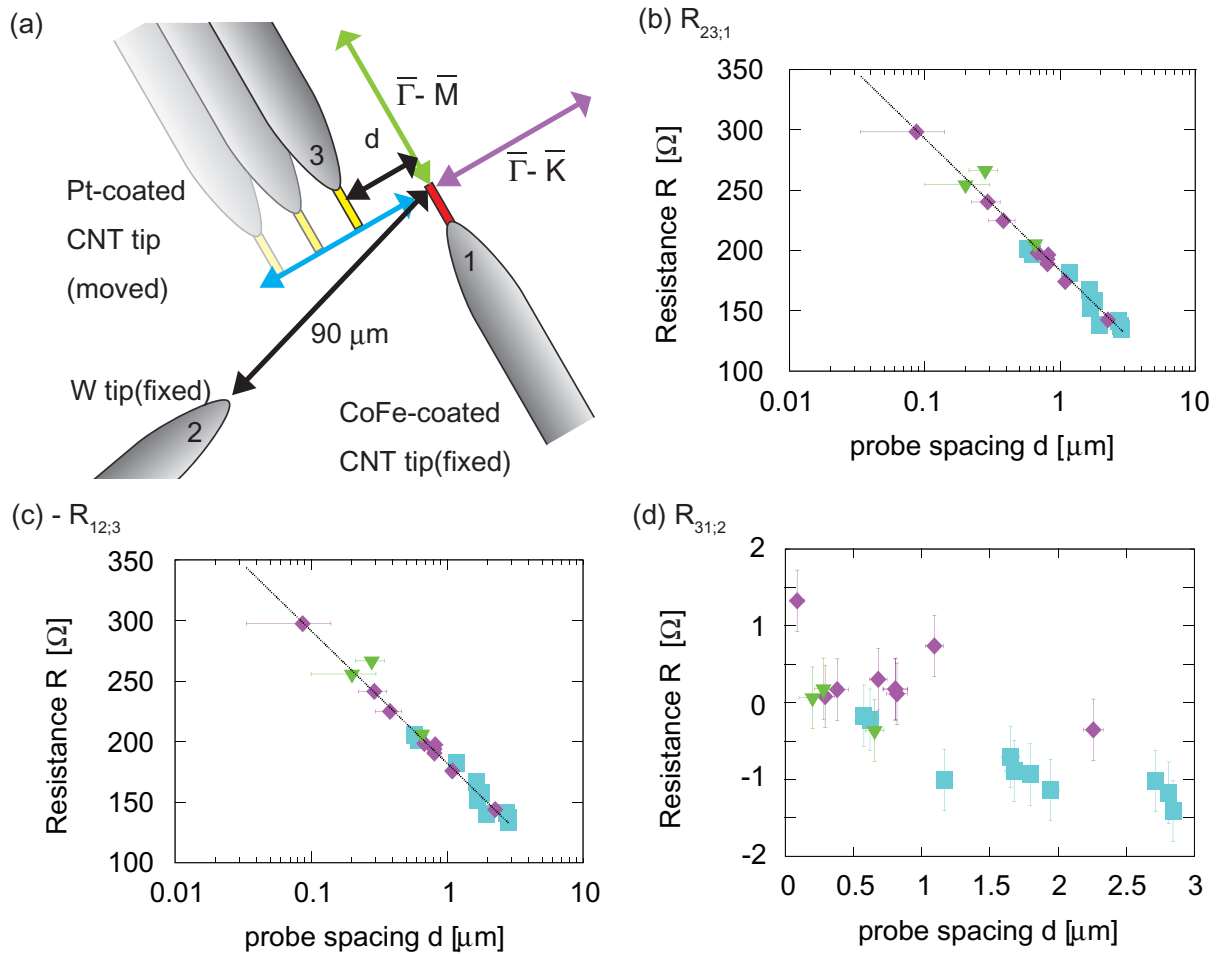 (a)
Γ̅ - M̅
3
d
Γ̅ - K̅
Pt-coated
CNT tip
(moved)
1
90 μm
W tip(fixed)
2
CoFe-coated
CNT tip(fixed)
(b) R₂₃;₁
350
300
250
200
150
100
0.01 0.1 1 10
Resistance R [Ω]
probe spacing d [μm]
(c) - R₁₂;₃
350
300
250
200
150
100
0.01 0.1 1 10
Resistance R [Ω]
probe spacing d [μm]
(d) R₃₁;₂
2
1
0
-1
-2
0 0.5 1 1.5 2 2.5 3
Resistance R [Ω]
probe spacing d [μm]